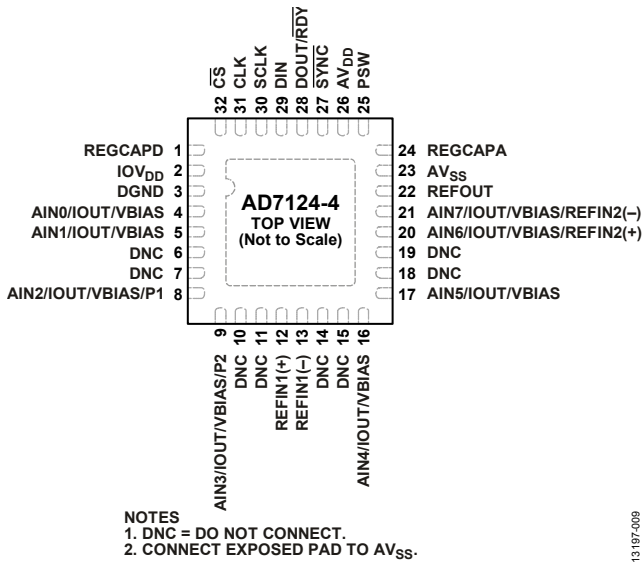 32 CS
31 CLK
30 SCLK
29 DIN
28 DOUT/RDY
27 SYNC
26 AVDD
25 PSW
REGCAPD 1
IOVDD 2
DGND 3
AIN0/IOUT/VBIAS 4
AIN1/IOUT/VBIAS 5
DNC 6
DNC 7
AIN2/IOUT/VBIAS/P1 8
AD7124-4
TOP VIEW
(Not to Scale)
24 REGCAPA
23 AVSS
22 REFOUT
21 AIN7/IOUT/VBIAS/REFIN2(–)
20 AIN6/IOUT/VBIAS/REFIN2(+)
19 DNC
18 DNC
17 AIN5/IOUT/VBIAS
AIN3/IOUT/VBIAS/P2 9
DNC 10
DNC 11
REFIN1(+) 12
REFIN1(–) 13
DNC 14
DNC 15
AIN4/IOUT/VBIAS 16
NOTES
1. DNC = DO NOT CONNECT.
2. CONNECT EXPOSED PAD TO AVSS.
13197-009